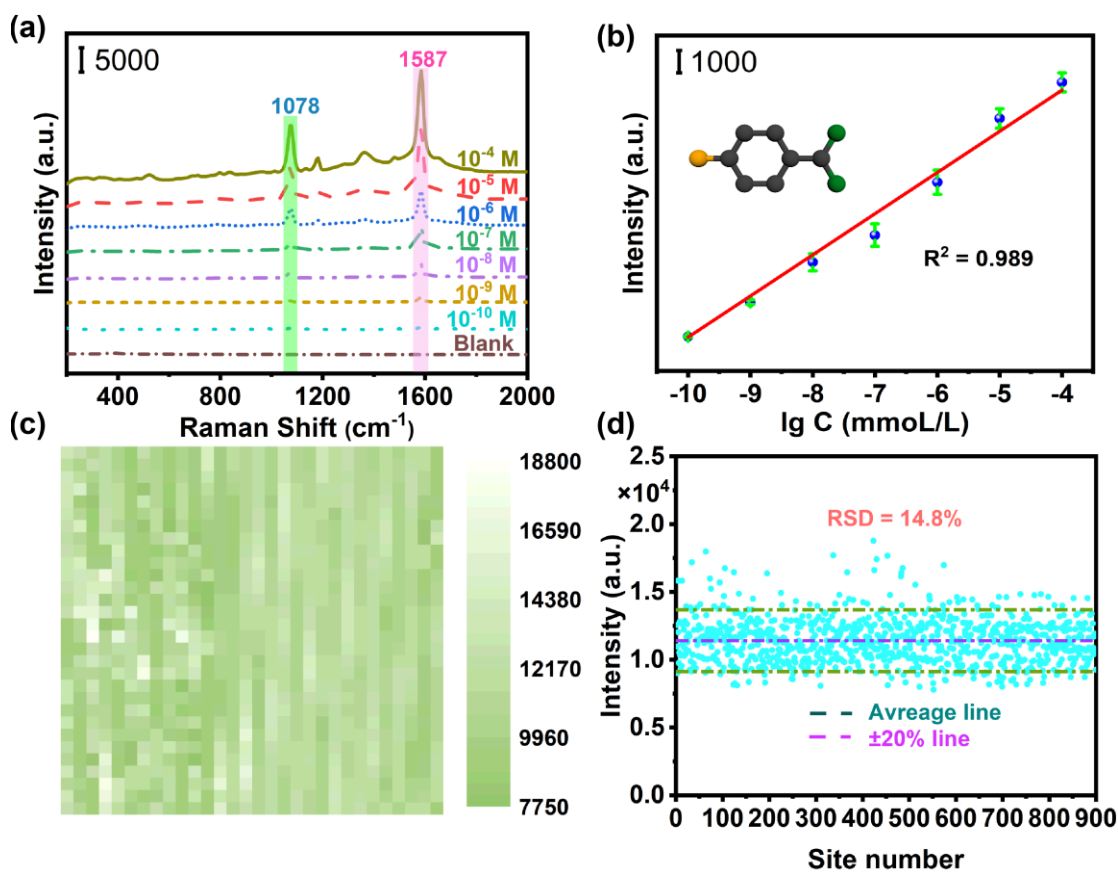 (a)
5000
1587
1078
10⁻⁴ M
10⁻⁵ M
10⁻⁶ M
10⁻⁷ M
10⁻⁸ M
10⁻⁹ M
10⁻¹⁰ M
Blank
Intensity (a.u.)
400 800 1200 1600 2000
Raman Shift (cm⁻¹)
(b)
1000
Intensity (a.u.)
R² = 0.989
-10 -9 -8 -7 -6 -5 -4
lg C (mmoL/L)
(c)
18800
16590
14380
12170
9960
7750
(d)
2.5
×10⁴
2.0
1.5
1.0
0.5
0.0
Intensity (a.u.)
RSD = 14.8%
Avreage line
±20% line
0 100 200 300 400 500 600 700 800 900
Site number